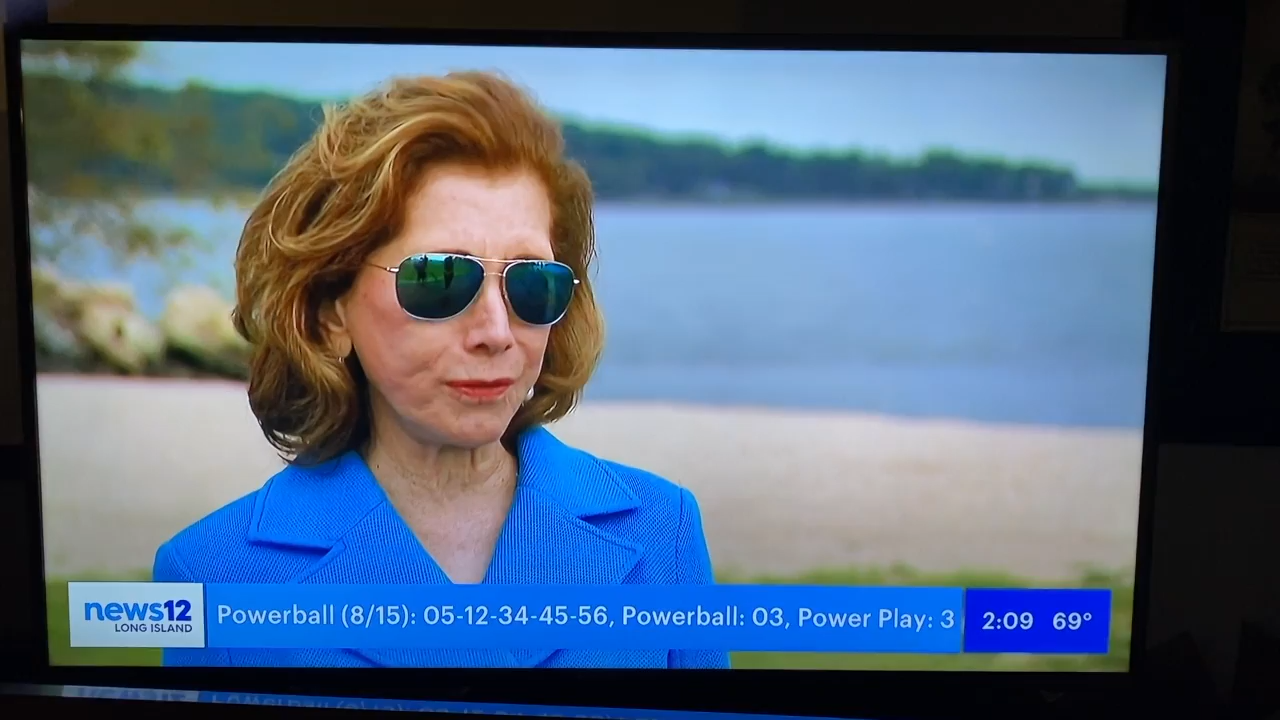 news12
LONG ISLAND
Powerball (8/15): 05-12-34-45-56, Powerball: 03, Power Play: 3
2:09 69°